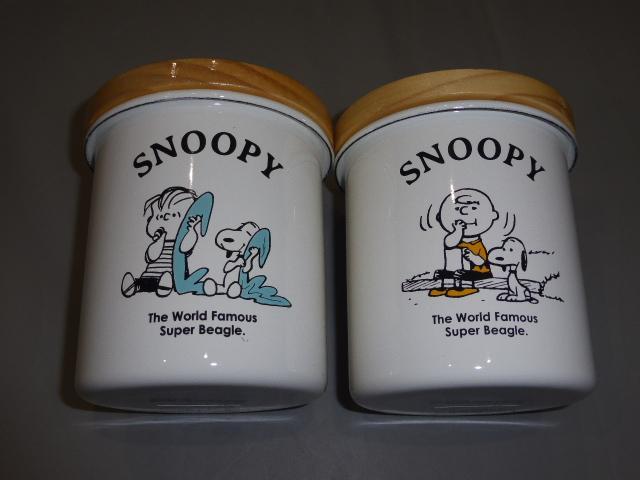 SNOOPY
The World Famous
Super Beagle.
SNOOPY
The World Famous
Super Beagle.